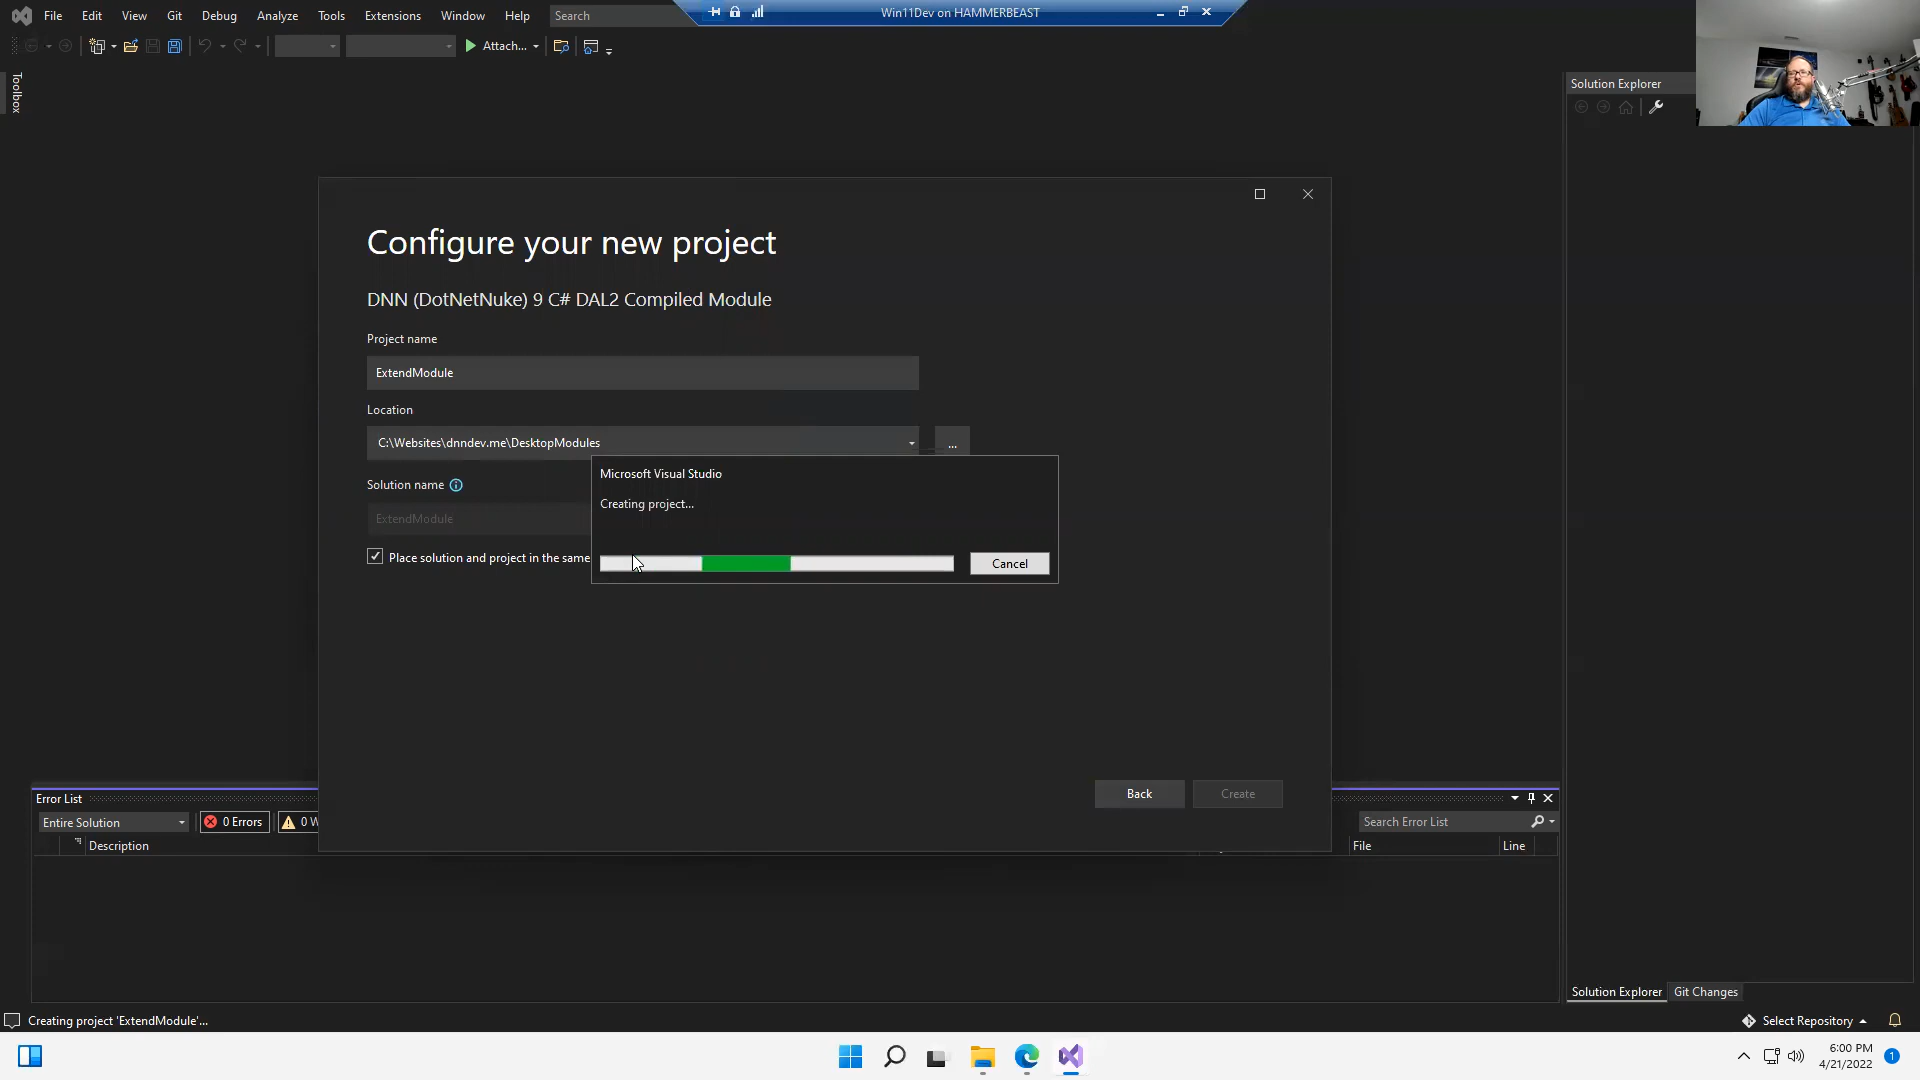 File Edit View Git Debug Analyze Tools Extensions Window Help Search
Win11Dev on HAMMERBEAST
Attach...
Toolbox
Solution Explorer
Configure your new project
DNN (DotNetNuke) 9 C# DAL2 Compiled Module
Project name
ExtendModule
Location
C:\Websites\dnndev.me\DesktopModules
...
Solution name
ExtendModule
Place solution and project in the same
Microsoft Visual Studio
Creating project...
Cancel
Back
Create
Error List
Entire Solution
0 Errors
0 W
Search Error List
Description
File
Line
Solution Explorer
Git Changes
Creating project 'ExtendModule'...
Select Repository
6:00 PM
4/21/2022
1